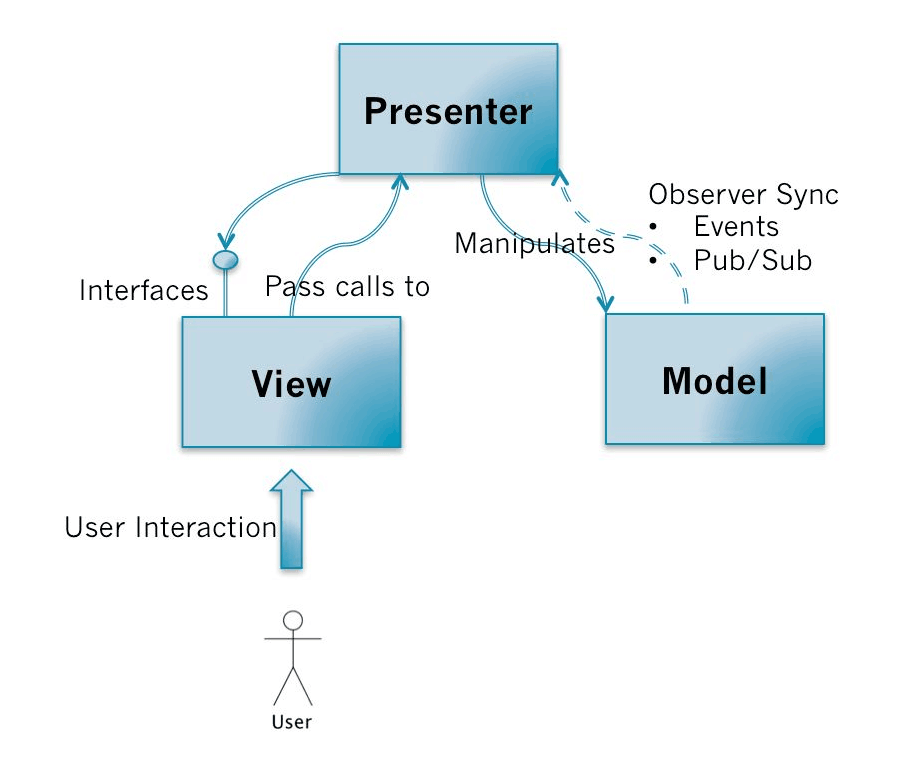 Presenter
Observer Sync
• Events
• Pub/Sub
Manipulates
Interfaces
Pass calls to
View
Model
User Interaction
User